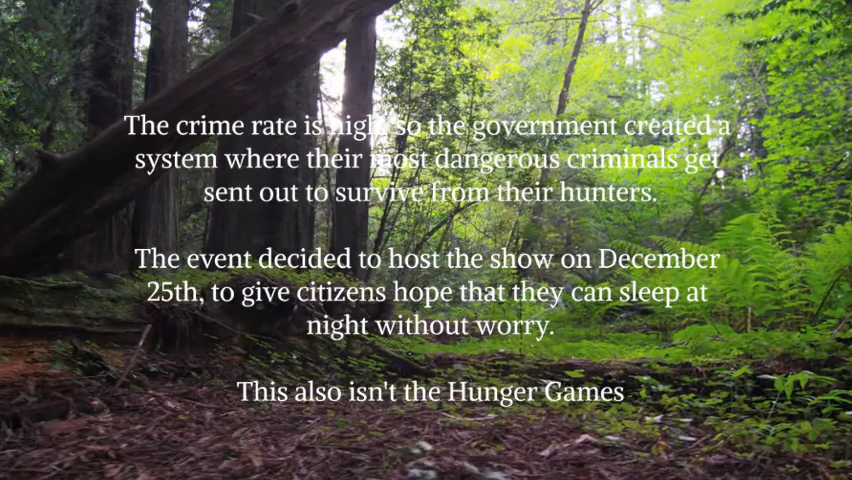 The crime rate is high so the government created a
system where their most dangerous criminals get
sent out to survive from their hunters.
The event decided to host the show on December
25th, to give citizens hope that they can sleep at
night without worry.
This also isn't the Hunger Games